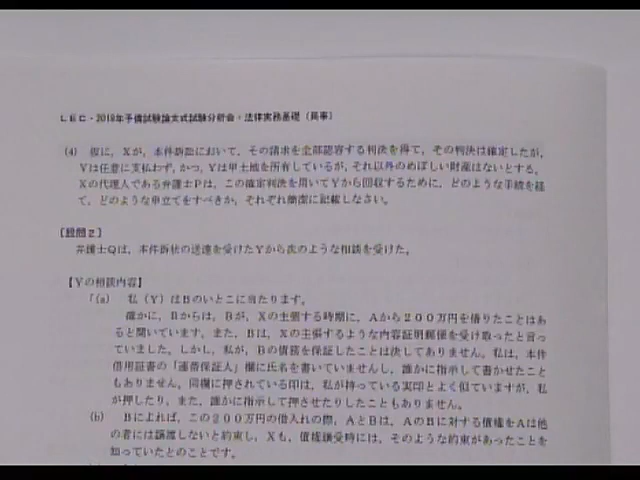 LEC・2019年予備試験論文式試験分析会・法律実務基礎(民事)
(4) 仮に,Xが,本件訴訟において,その請求を全部認容する判決を得て,その判決は確定したが,
Yは任意に支払わず,かつ,Yは甲土地を所有しているが,それ以外のめぼしい財産はないとする。
Xの代理人である弁護士Pは,この確定判決を用いてYから回収するために,どのような手続を経
て,どのような申立てをすべきか,それぞれ簡潔に記載しなさい。
[設問2]
弁護士Qは,本件訴状の送達を受けたYから次のような相談を受けた。
【Yの相談内容】
「(a) 私(Y)はBのいとこに当たります。
確かに,Bからは,Bが,Xの主張する時期に,Aから200万円を借りたことはあ
ると聞いています。また,Bは,Xの主張するような内容証明郵便を受け取ったと言っ
ていました。しかし,私が,Bの債務を保証したことは決してありません。私は,本件
借用証書の「連帯保証人」欄に氏名を書いていませんし,誰かに指示して書かせたこと
もありません。同欄に押されている印は,私が持っている実印とよく似ていますが,私
が押したり,また,誰かに指示して押させたりしたこともありません。
(b) Bによれば,この200万円の借入れの際,AとBは,AのBに対する債権をAは他
の者には譲渡しないと約束し,Xも,債権譲受時には,そのような約束があったことを
知っていたとのことです。